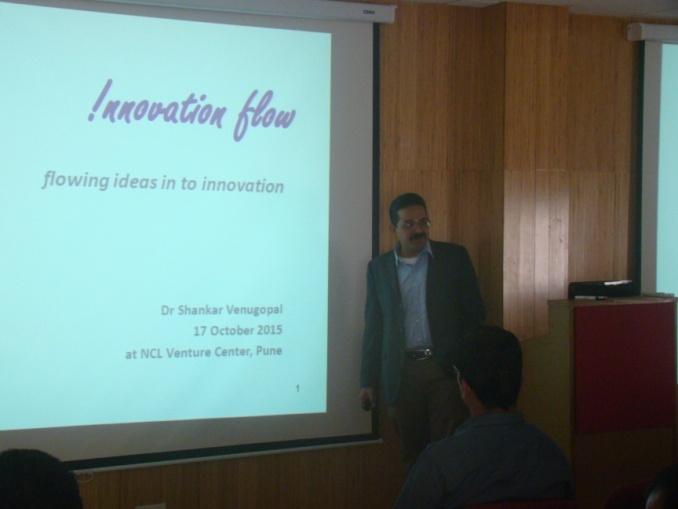 !nnovation flow
flowing ideas in to innovation
Dr Shankar Venugopal
17 October 2015
at NCL Venture Center, Pune
1